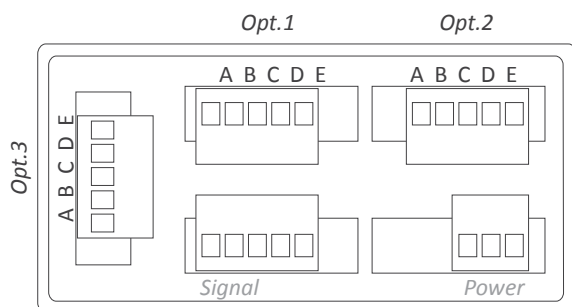 Opt.1 Opt.2
A B C D E A B C D E
Opt.3
A B C D E
Signal Power